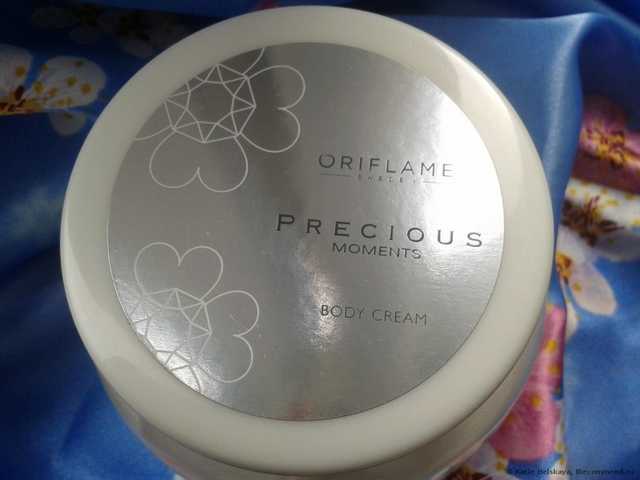 ORIFLAME
SWEDEN
PRECIOUS
MOMENTS
BODY CREAM
© Katie Belskaya, IRecommend.ru